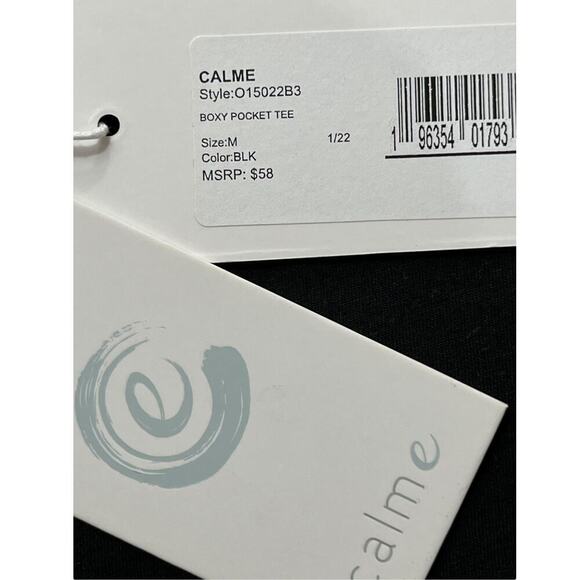 CALME
Style:O15022B3
BOXY POCKET TEE
Size:M 1/22
Color:BLK
MSRP: $58
1 96354 01793
e
calme